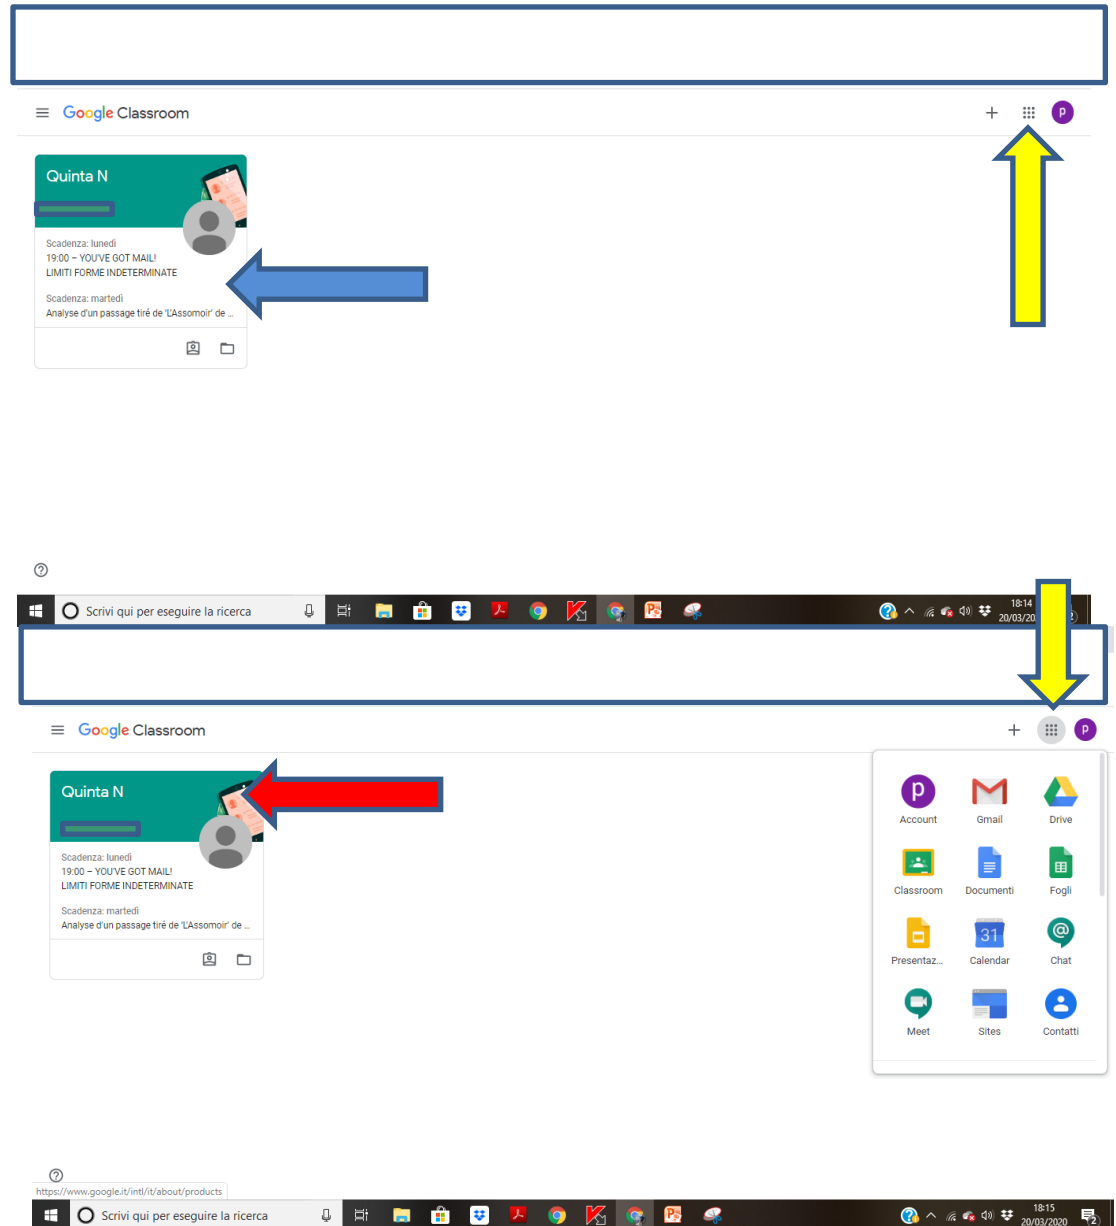 Google Classroom
P
Quinta N
Scadenza: lunedì
19:00 – YOU'VE GOT MAIL!
LIMITI FORME INDETERMINATE
Scadenza: martedì
Analyse d'un passage tiré de 'L'Assomoir' de ...
Scrivi qui per eseguire la ricerca
18:14
20/03/20
Google Classroom
P
Quinta N
Scadenza: lunedì
19:00 – YOU'VE GOT MAIL!
LIMITI FORME INDETERMINATE
Scadenza: martedì
Analyse d'un passage tiré de 'L'Assomoir' de ...
P
Account
Gmail
Drive
Classroom
Documenti
Fogli
Presentaz...
31
Calendar
Chat
Meet
Sites
Contatti
https://www.google.it/intl/it/about/products
Scrivi qui per eseguire la ricerca
18:15
20/03/2020
2